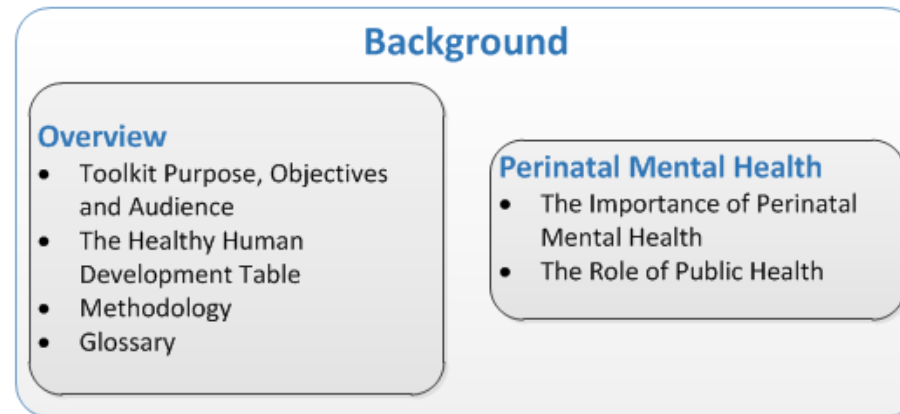 Background
Overview
• Toolkit Purpose, Objectives
and Audience
• The Healthy Human
Development Table
• Methodology
• Glossary
Perinatal Mental Health
• The Importance of Perinatal
Mental Health
• The Role of Public Health